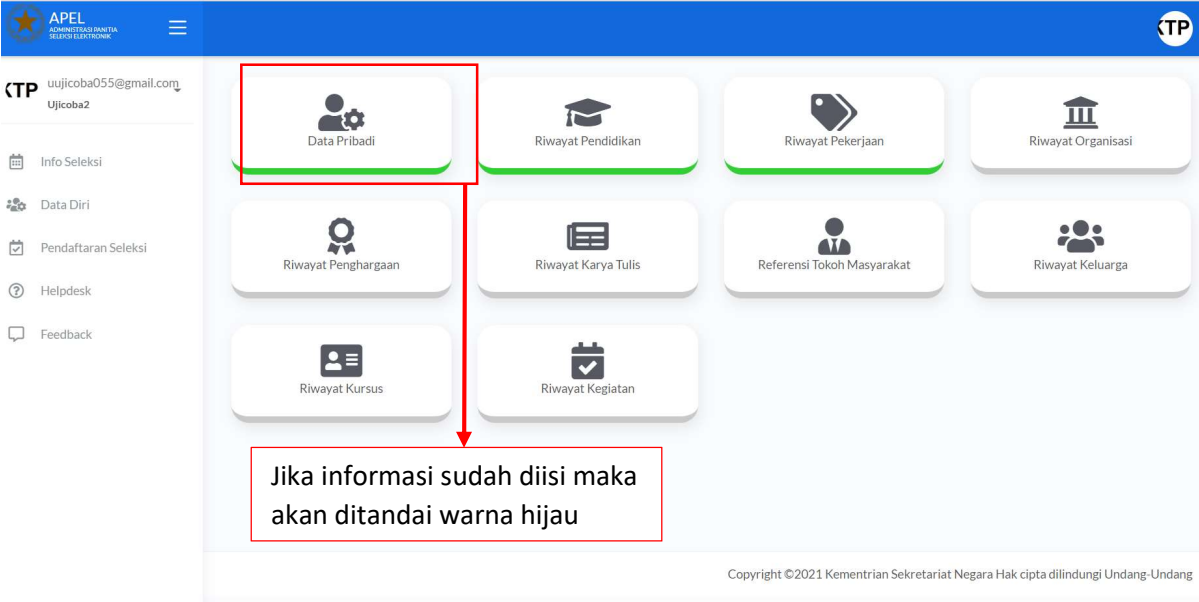 APEL
ADMINISTRASI PANITIA
SELEKSI ELEKTRONIK
KTP
KTP
uujicoba055@gmail.com
Ujicoba2
Info Seleksi
Data Diri
Pendaftaran Seleksi
Helpdesk
Feedback
Data Pribadi
Riwayat Pendidikan
Riwayat Pekerjaan
Riwayat Organisasi
Riwayat Penghargaan
Riwayat Karya Tulis
Referensi Tokoh Masyarakat
Riwayat Keluarga
Riwayat Kursus
Riwayat Kegiatan
Jika informasi sudah diisi maka
akan ditandai warna hijau
Copyright ©2021 Kementrian Sekretariat Negara Hak cipta dilindungi Undang-Undang